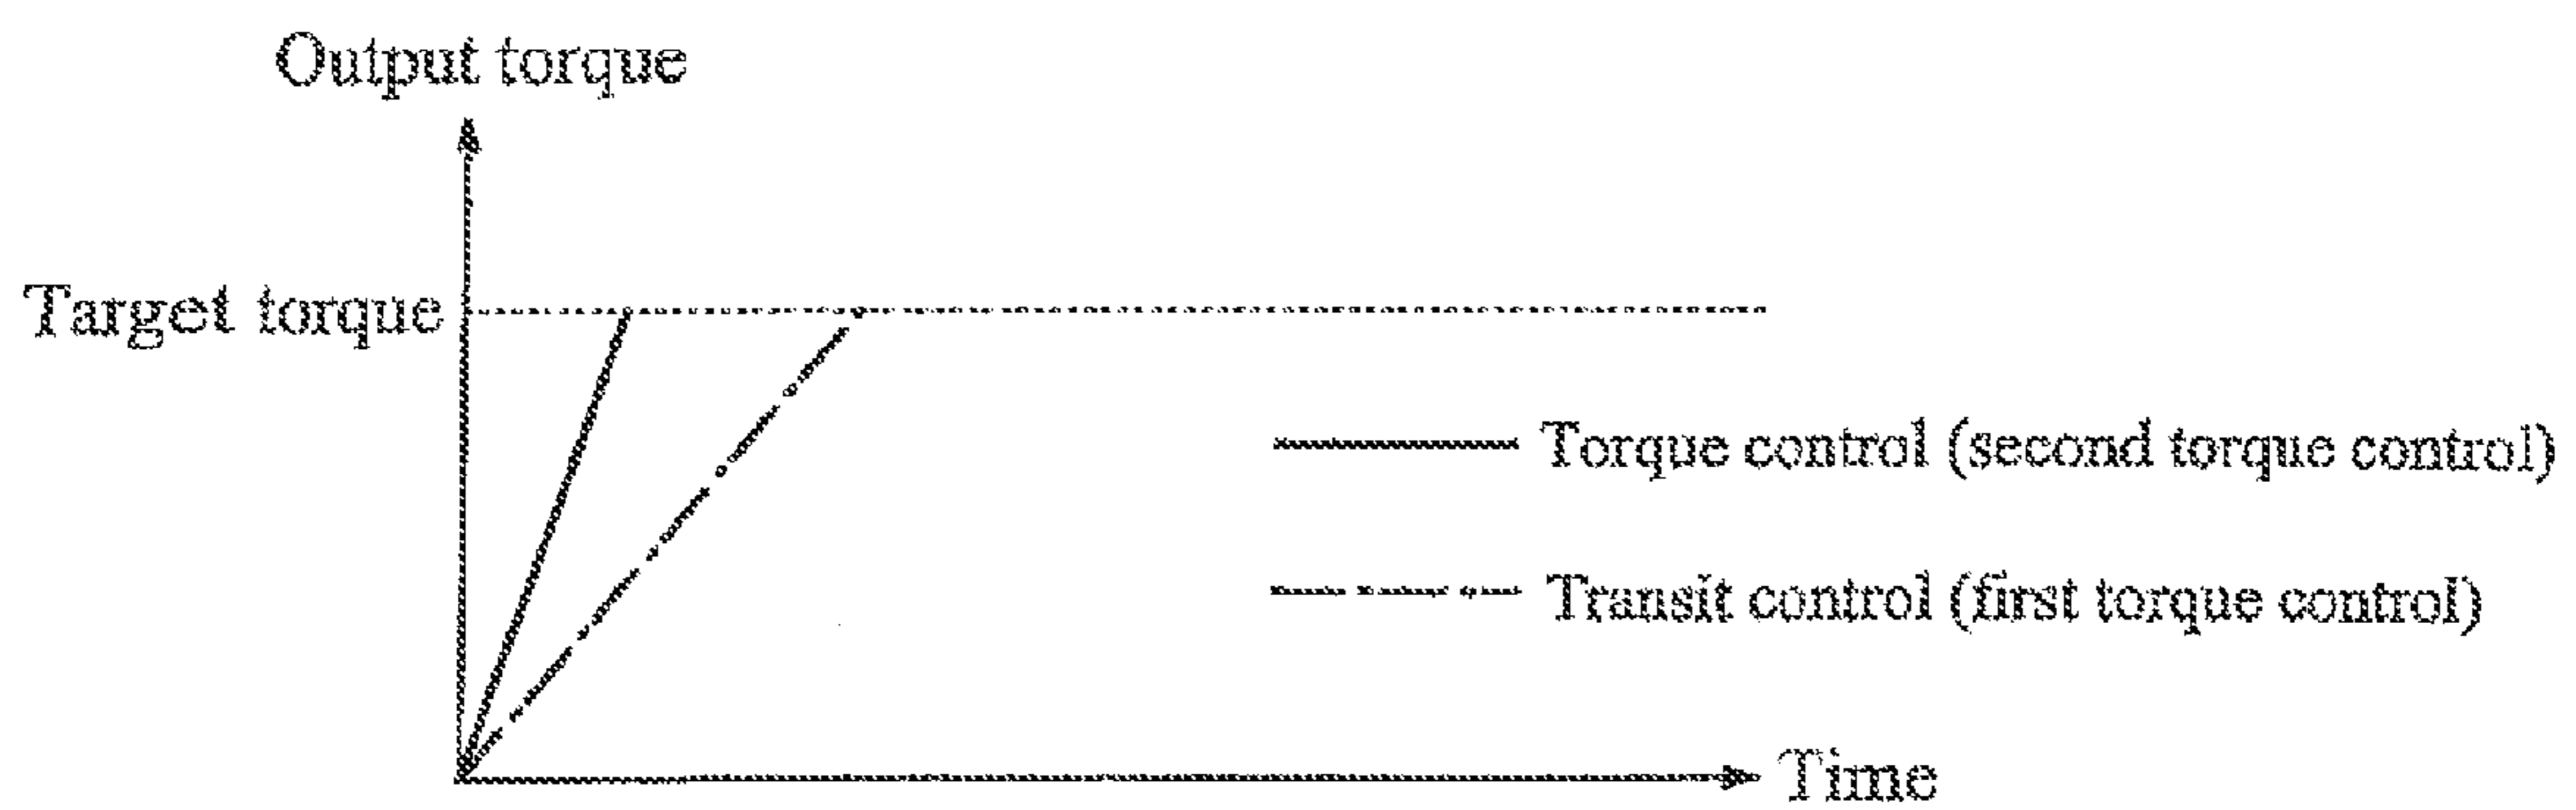 Output torque
Target torque
Torque control (second torque control)
Transit control (first torque control)
Time